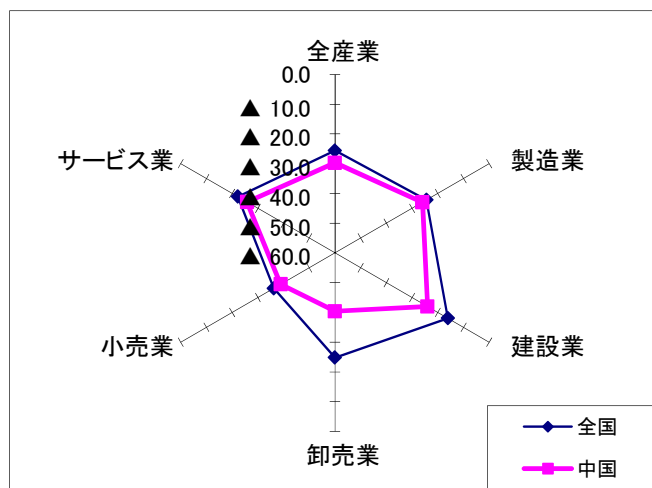 全産業
0.0
▲ 10.0
▲ 20.0
▲ 30.0
▲ 40.0
▲ 50.0
▲ 60.0
サービス業
製造業
小売業
建設業
卸売業
全国
中国